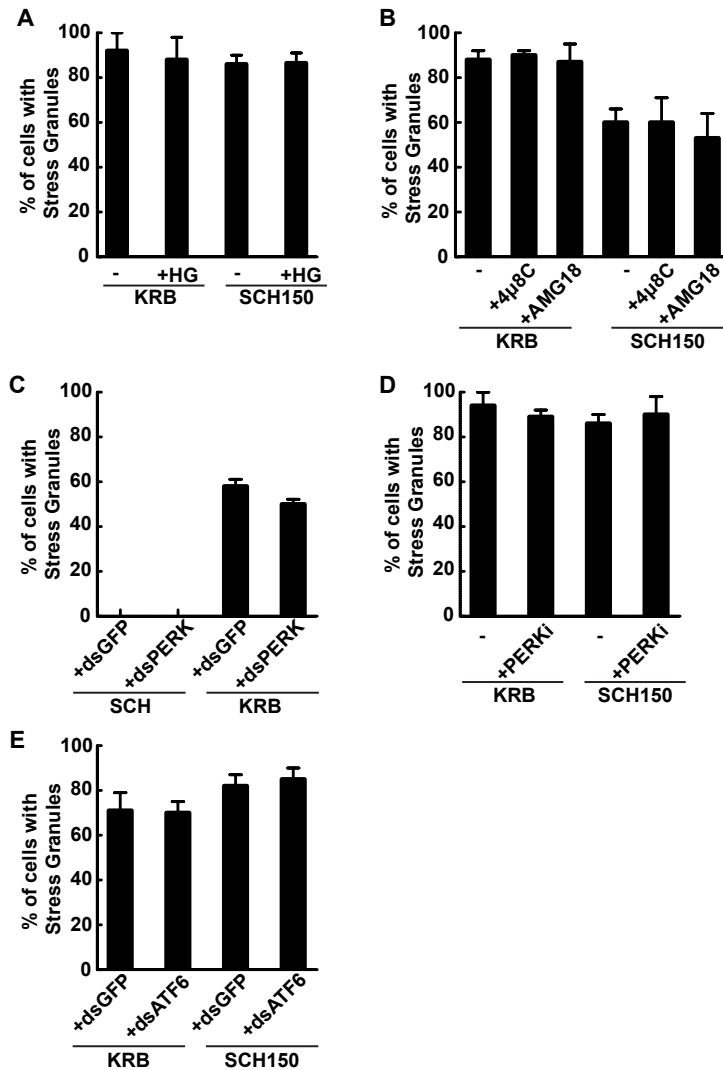 A
% of cells with
Stress Granules
100
80
60
40
20
0
-
+HG
-
+HG
KRB
SCH150
B
% of cells with
Stress Granules
100
80
60
40
20
0
-
+4µ8C
+AMG18
-
+4µ8C
+AMG18
KRB
SCH150
C
% of cells with
Stress Granules
100
80
60
40
20
0
+dsGFP
+dsPERK
+dsGFP
+dsPERK
SCH
KRB
D
% of cells with
Stress Granules
100
80
60
40
20
0
-
+PERKi
-
+PERKi
KRB
SCH150
E
% of cells with
Stress Granules
100
80
60
40
20
0
+dsGFP
+dsATF6
+dsGFP
+dsATF6
KRB
SCH150